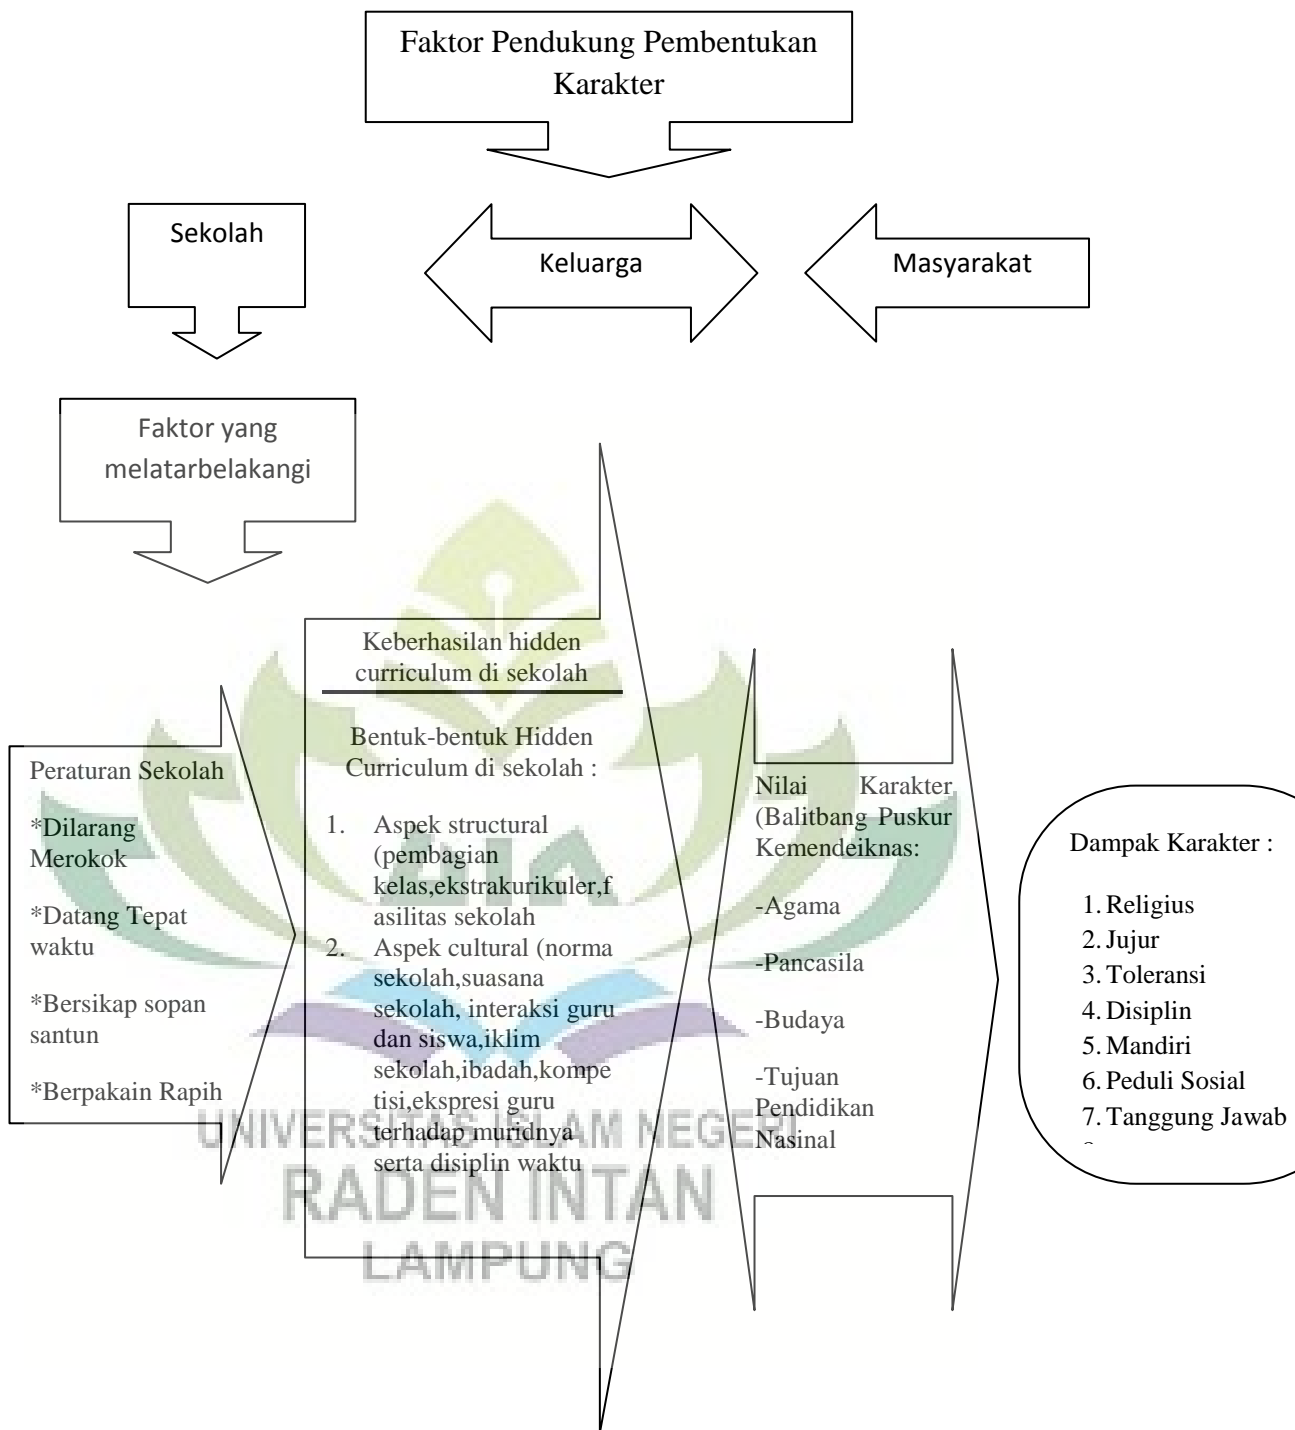 Faktor Pendukung Pembentukan
Karakter
Sekolah
Keluarga
Masyarakat
Faktor yang
melatarbelakangi
Peraturan Sekolah
*Dilarang
Merokok
*Datang Tepat
waktu
*Bersikap sopan
santun
*Berpakain Rapih
Keberhasilan hidden
curriculum di sekolah
Bentuk-bentuk Hidden
Curriculum di sekolah :
1. Aspek structural
(pembagian
kelas,ekstrakurikuler,f
asilitas sekolah
2. Aspek cultural (norma
sekolah,suasana
sekolah, interaksi guru
dan siswa,iklim
sekolah,ibadah,kompe
tisi,ekspresi guru
terhadap muridnya
serta disiplin waktu
Nilai Karakter
(Balitbang Puskur
Kemendeiknas:
-Agama
-Pancasila
-Budaya
-Tujuan
Pendidikan
Nasinal
Dampak Karakter :
1. Religius
2. Jujur
3. Toleransi
4. Disiplin
5. Mandiri
6. Peduli Sosial
7. Tanggung Jawab
UNIVERSITAS ISLAM NEGERI
RADEN INTAN
LAMPUNG